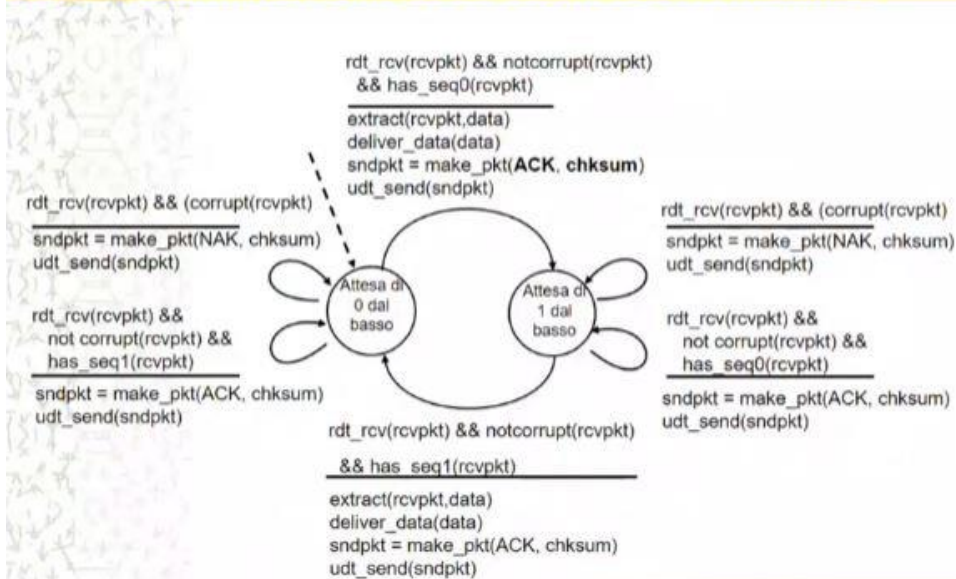 rdt_rcv(rcvpkt) && notcorrupt(rcvpkt)
&& has_seq0(rcvpkt)
extract(rcvpkt,data)
deliver_data(data)
sndpkt = make_pkt(ACK, chksum)
udt_send(sndpkt)
rdt_rcv(rcvpkt) && (corrupt(rcvpkt)
sndpkt = make_pkt(NAK, chksum)
udt_send(sndpkt)
rdt_rcv(rcvpkt) &&
not corrupt(rcvpkt) &&
has_seq1(rcvpkt)
sndpkt = make_pkt(ACK, chksum)
udt_send(sndpkt)
Attesa di
0 dal
basso
Attesa di
1 dal
basso
rdt_rcv(rcvpkt) && (corrupt(rcvpkt)
sndpkt = make_pkt(NAK, chksum)
udt_send(sndpkt)
rdt_rcv(rcvpkt) &&
not corrupt(rcvpkt) &&
has_seq0(rcvpkt)
sndpkt = make_pkt(ACK, chksum)
udt_send(sndpkt)
rdt_rcv(rcvpkt) && notcorrupt(rcvpkt)
&& has_seq1(rcvpkt)
extract(rcvpkt,data)
deliver_data(data)
sndpkt = make_pkt(ACK, chksum)
udt_send(sndpkt)